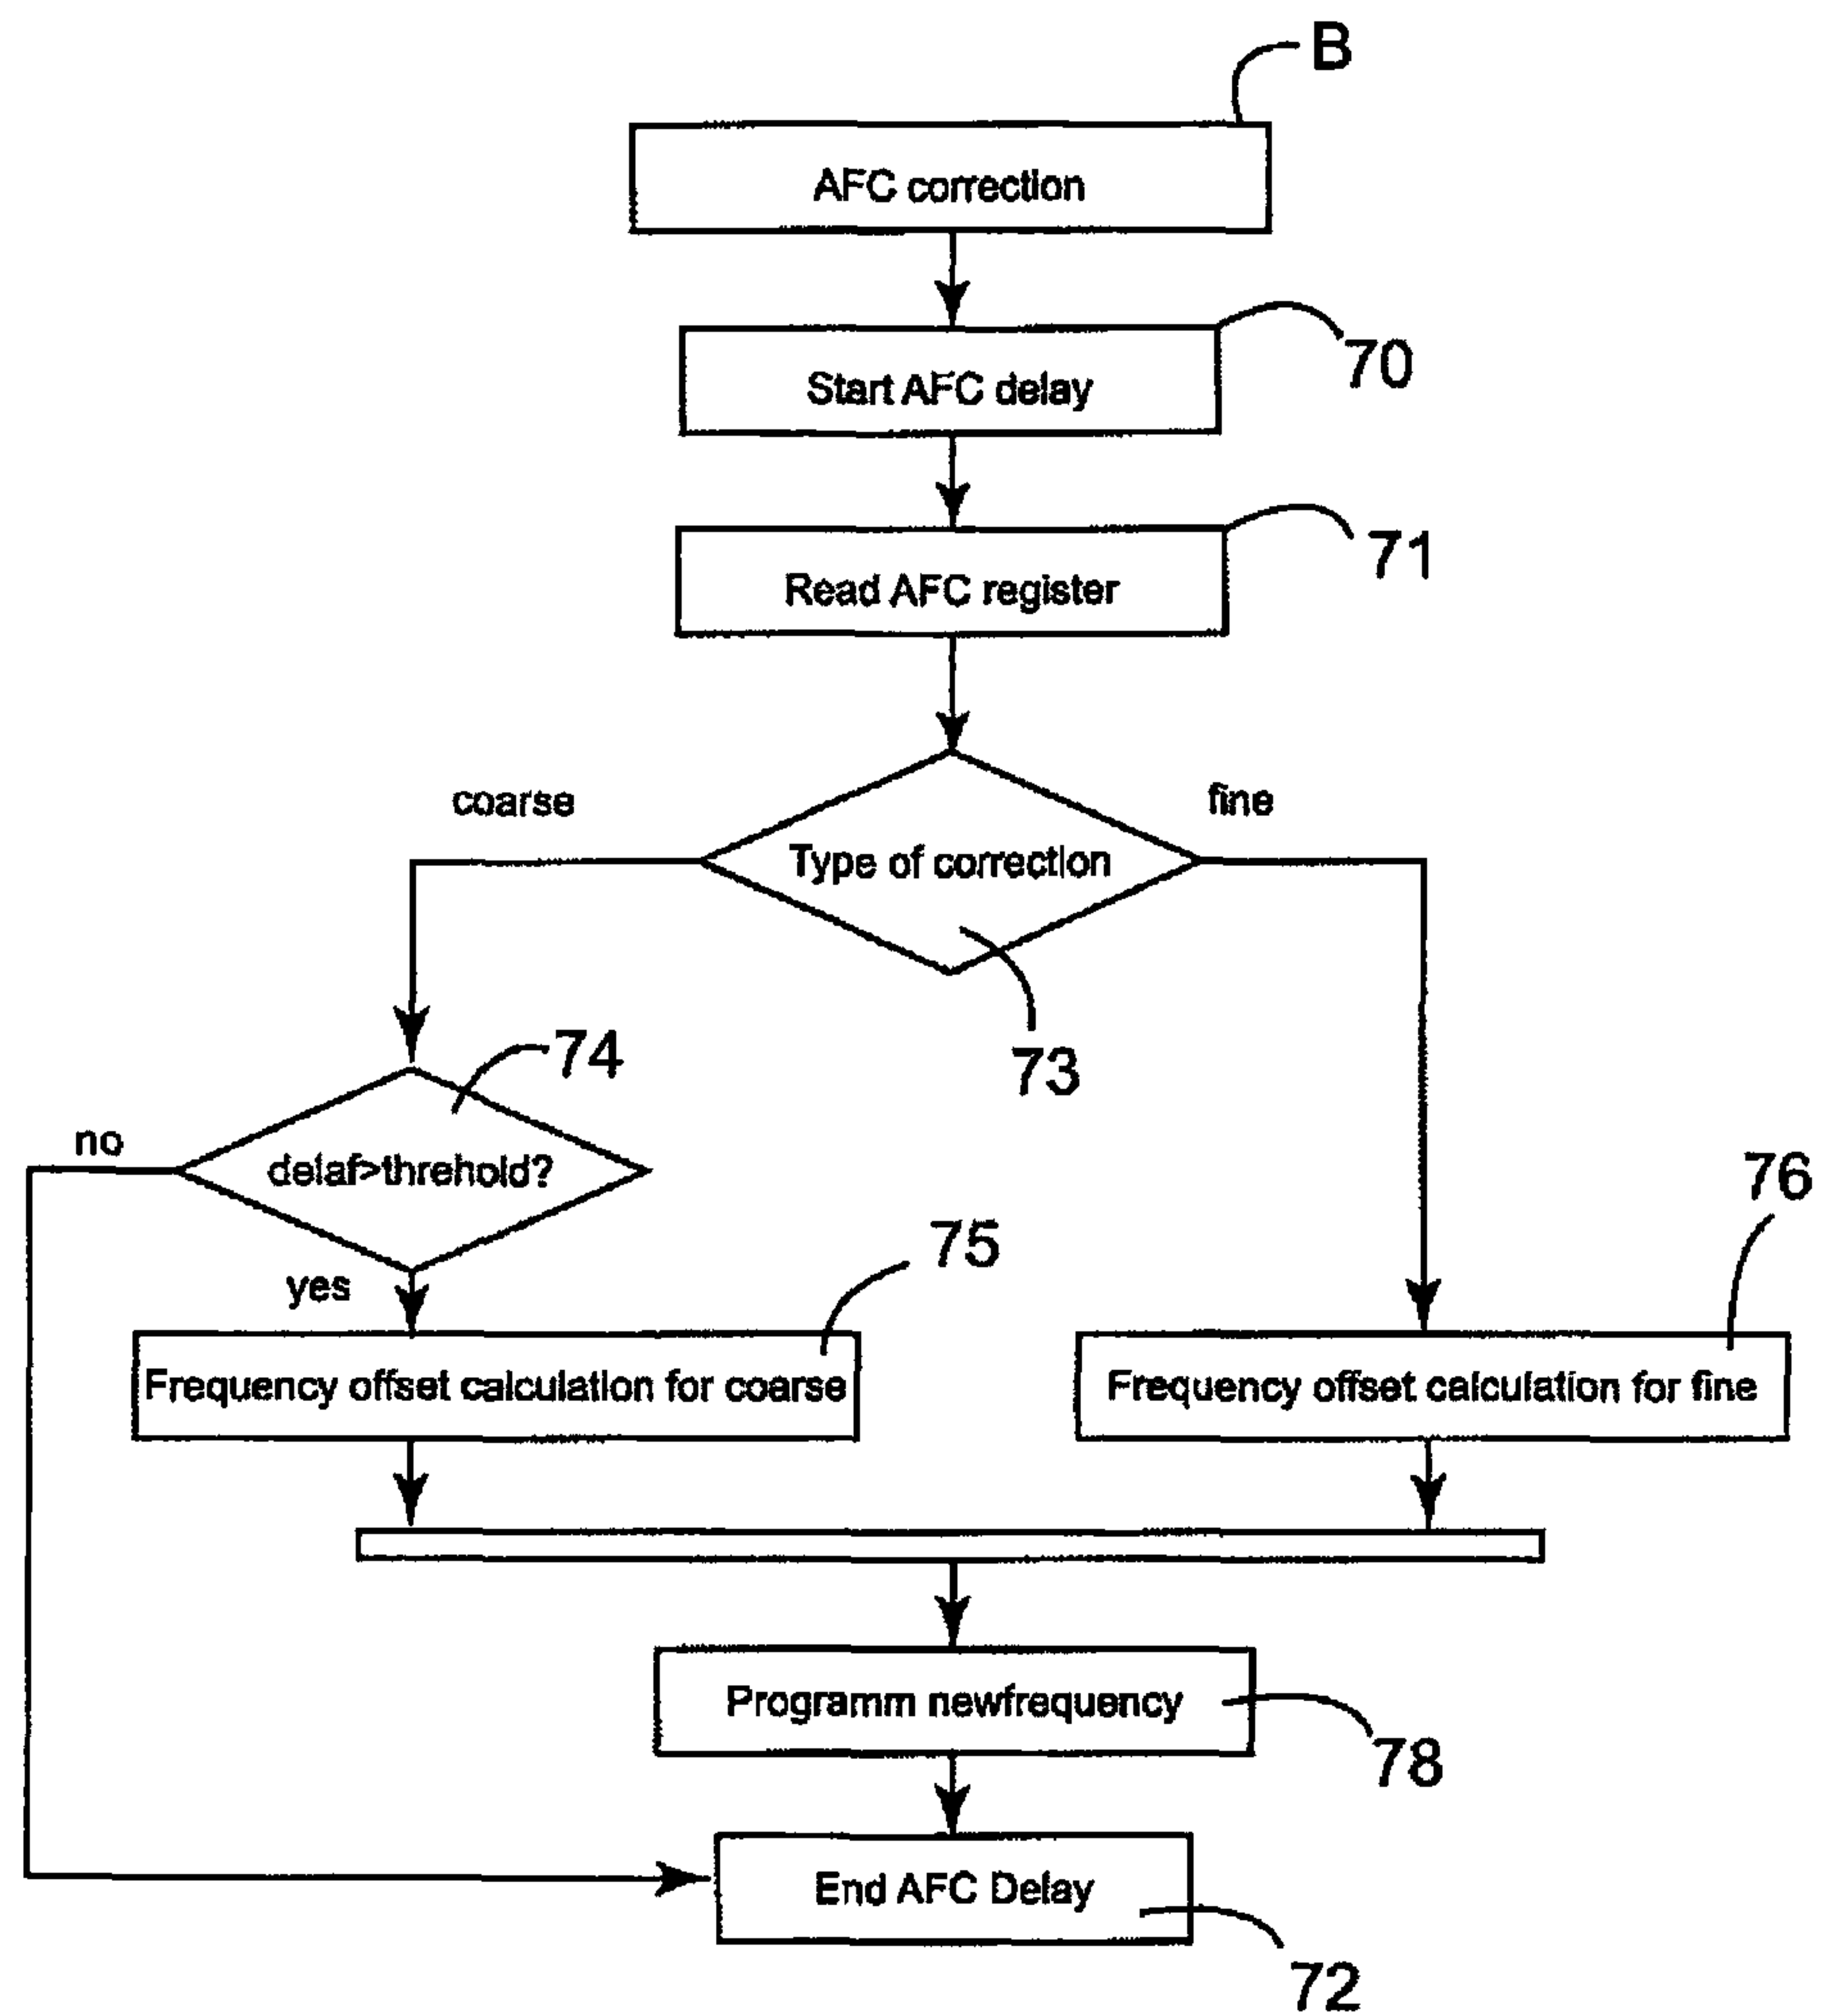 B
AFC correction
70
Start AFC delay
71
Read AFC register
coarse
fine
Type of correction
73
74
no
delaf>threhold?
76
75
yes
Frequency offset calculation for coarse
Frequency offset calculation for fine
Programm newfrequency
78
End AFC Delay
72